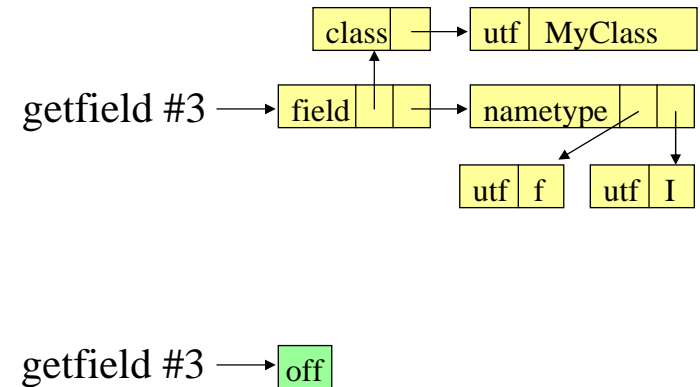 class utf MyClass
getfield #3 field nametype
utf f utf I
getfield #3 off